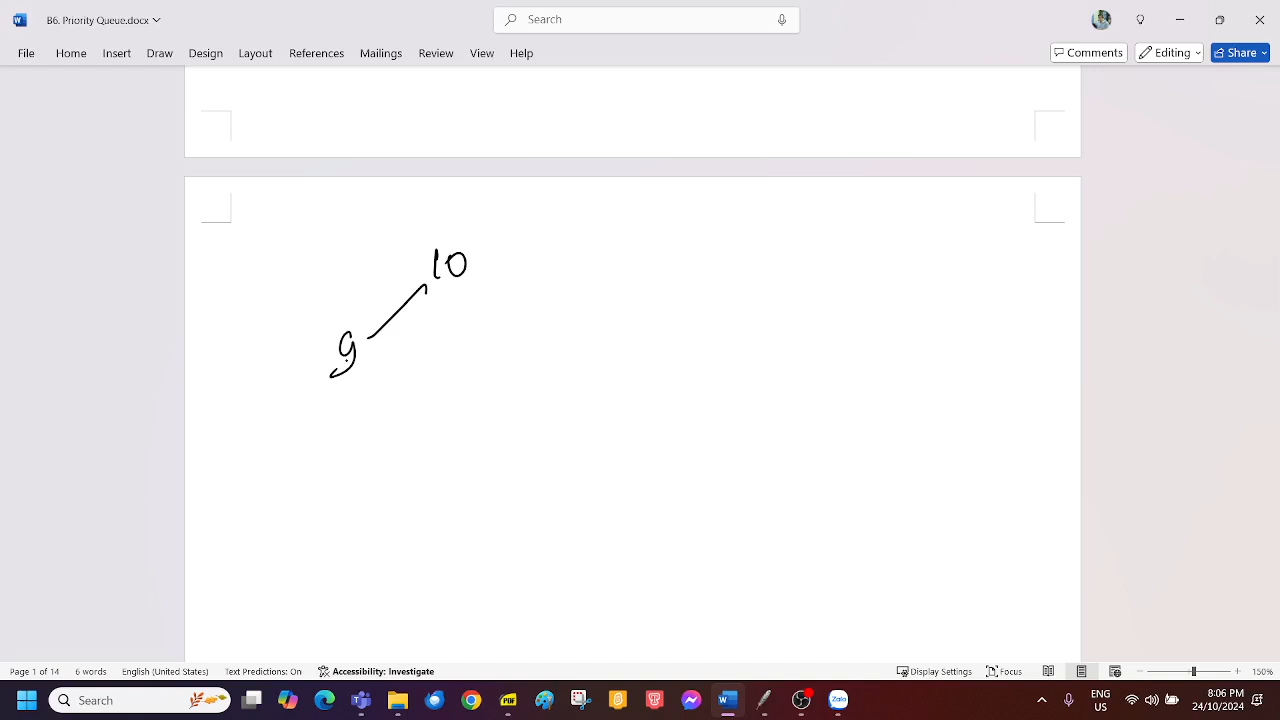 B6. Priority Queue.docx
Search
File Home Insert Draw Design Layout References Mailings Review View Help
Comments Editing Share
10
9
Page 1 of 14 6 words English (United States) Text Predictions: On Accessibility: Investigate Display Settings Focus 150%
Search PDF Zalo ENG US 8:06 PM 24/10/2024